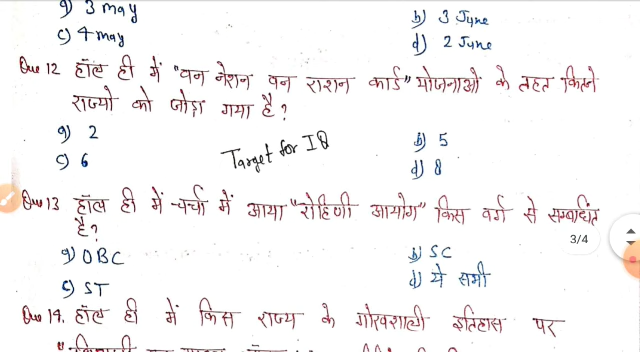 a) 3 may b) 3 June
c) 4 may d) 2 June
Que 12 हॉल ही में "वन नेशन वन राशन कार्ड" योजनाओ के तहत कितने
राज्यो को जोड़ा गया है?
a) 2 b) 5
Target for IQ
c) 6 d) 8
Que 13 हॉल ही में चर्चा में आया "रोहिणी आयोग" किस वर्ग से सम्बाधित
है?
3/4
a) OBC b) SC
c) ST d) ये सभी
Que 14. हॉल ही में किस राज्य के गोरवशाली इतिहास पर